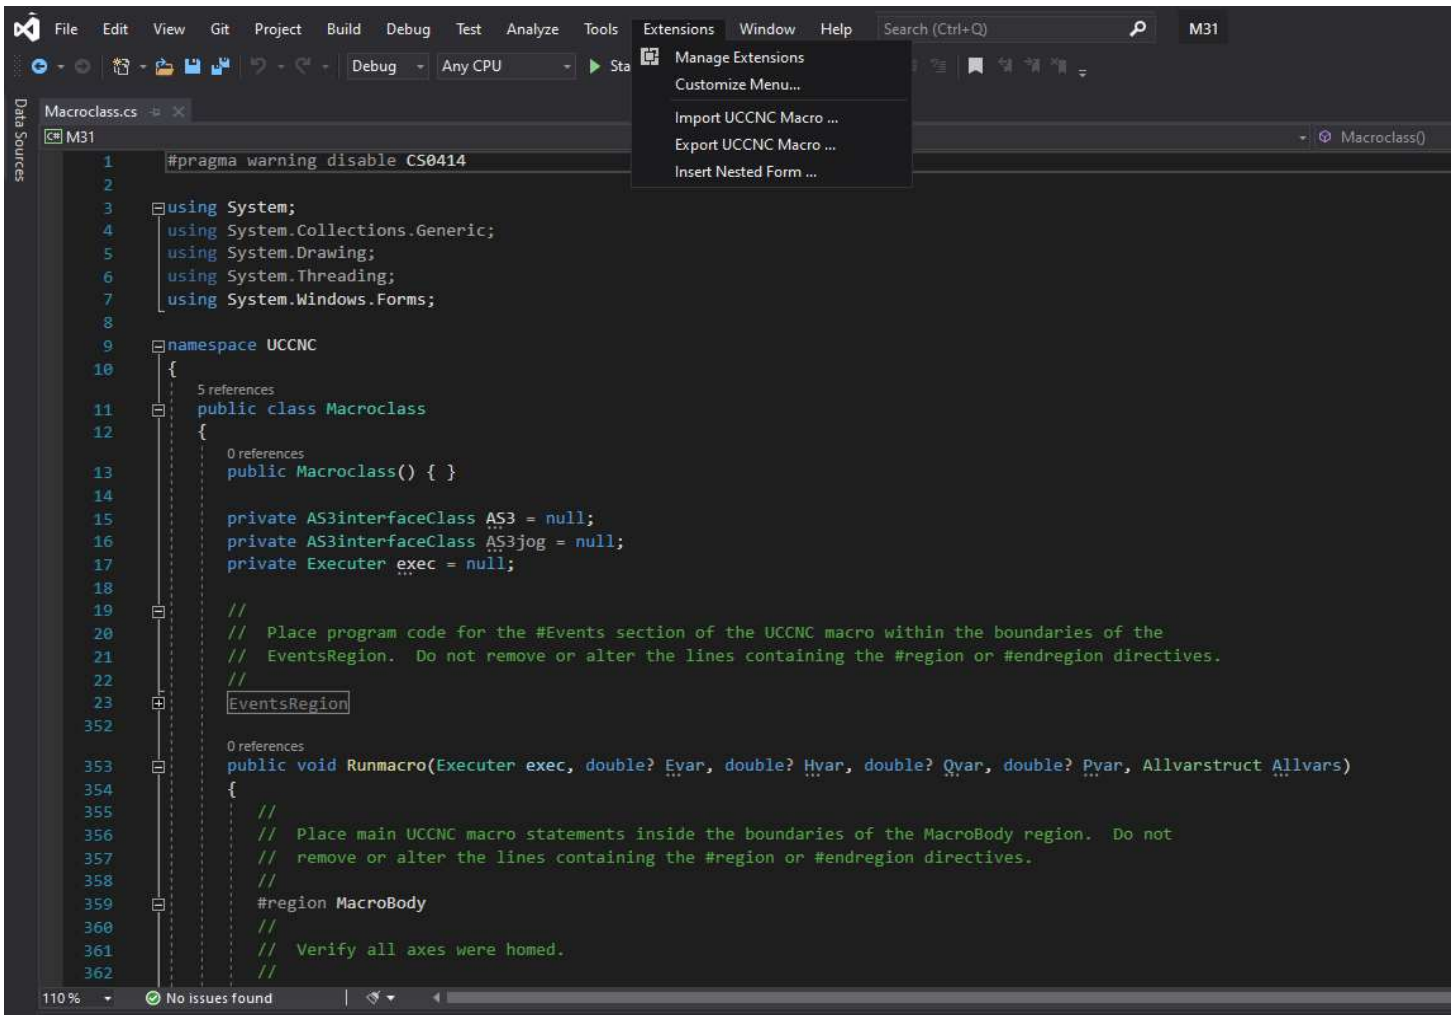 File Edit View Git Project Build Debug Test Analyze Tools Extensions Window Help Search (Ctrl+Q) M31
Debug Any CPU Sta
Manage Extensions
Customize Menu...
Import UCCNC Macro ...
Export UCCNC Macro ...
Insert Nested Form ...
Data Sources
Macroclass.cs
C# M31 Macroclass()
1 #pragma warning disable CS0414
2
3 using System;
4 using System.Collections.Generic;
5 using System.Drawing;
6 using System.Threading;
7 using System.Windows.Forms;
8
9 namespace UCCNC
10 {
5 references
11 public class Macroclass
12 {
0 references
13 public Macroclass() { }
14
15 private AS3interfaceClass AS3 = null;
16 private AS3interfaceClass AS3jog = null;
17 private Executer exec = null;
18
19 //
20 // Place program code for the #Events section of the UCCNC macro within the boundaries of the
21 // EventsRegion. Do not remove or alter the lines containing the #region or #endregion directives.
22 //
23 EventsRegion
352
0 references
353 public void Runmacro(Executer exec, double? Evar, double? Hvar, double? Qvar, double? Pvar, Allvarstruct Allvars)
354 {
355 //
356 // Place main UCCNC macro statements inside the boundaries of the MacroBody region. Do not
357 // remove or alter the lines containing the #region or #endregion directives.
358 //
359 #region MacroBody
360 //
361 // Verify all axes were homed.
362 //
110 % No issues found